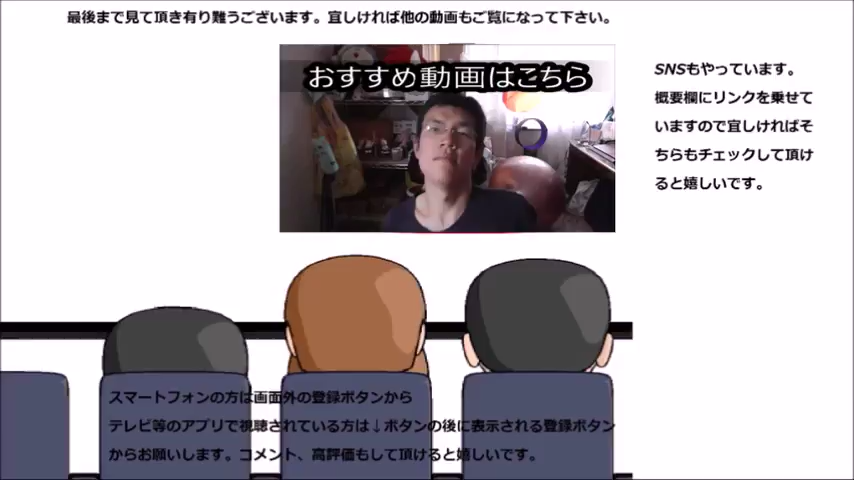 最後まで見て頂き有り難うございます。宜しければ他の動画もご覧になって下さい。
おすすめ動画はこちら
SNSもやっています。
概要欄にリンクを乗せて
いますので宜しければそ
ちらもチェックして頂け
ると嬉しいです。
スマートフォンの方は画面外の登録ボタンから
テレビ等のアプリで視聴されている方は↓ボタンの後に表示される登録ボタン
からお願いします。コメント、高評価もして頂けると嬉しいです。